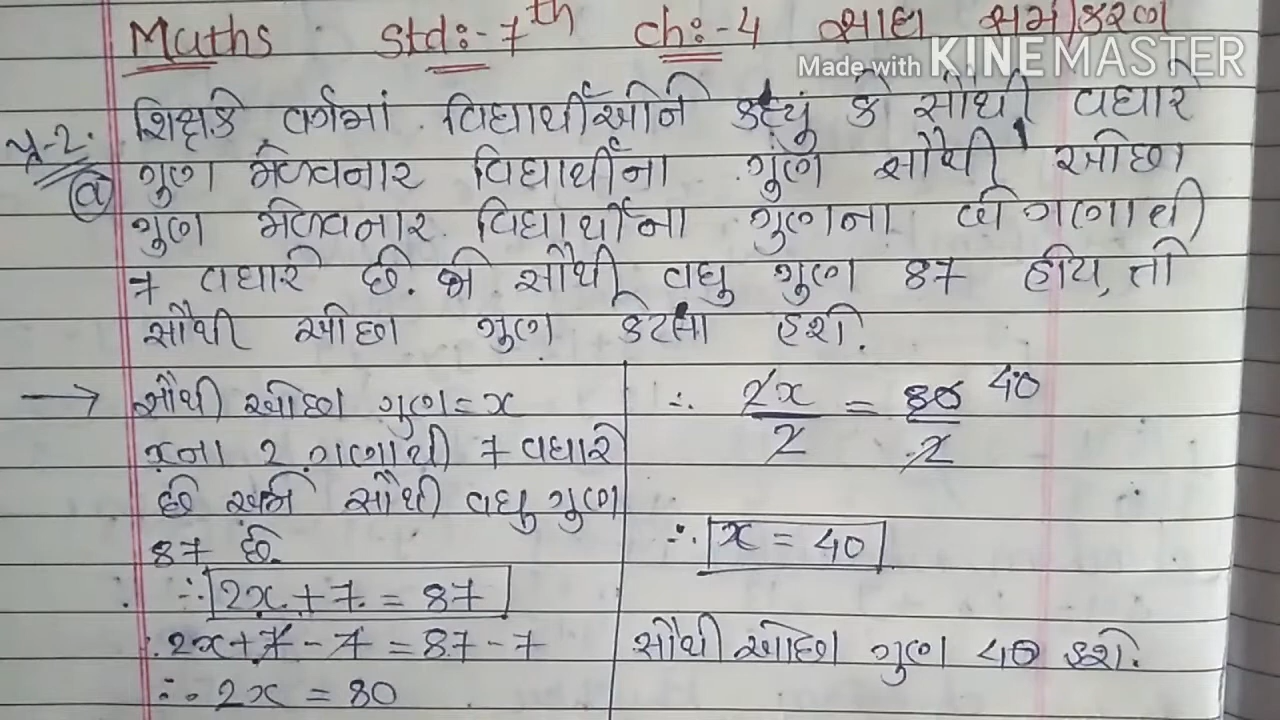 Maths std:-7th ch:-4 સાદા સમીકરણ
Made with KINEMASTER
પ્ર-2. શિક્ષકે વર્ગમાં વિદ્યાર્થીઓને કહ્યું કે સૌથી વધારે
(a) ગુણ મેળવનાર વિદ્યાર્થીના ગુણ સૌથી ઓછા
ગુણ મેળવનાર વિદ્યાર્થીના ગુણના બે ગણાથી
7 વધારે છે. જો સૌથી વધુ ગુણ 87 હોય, તો
સૌથી ઓછા ગુણ કેટલા હશે.
→ સૌથી ઓછા ગુણ = x
xના 2 ગણાથી 7 વધારે
છે અને સૌથી વધુ ગુણ
87 છે.
∴ 2x + 7 = 87
∴ 2x + 7 - 7 = 87 - 7
∴ 2x = 80
∴ 2x/2 = 80/2 40
∴ x = 40
સૌથી ઓછા ગુણ 40 હશે.